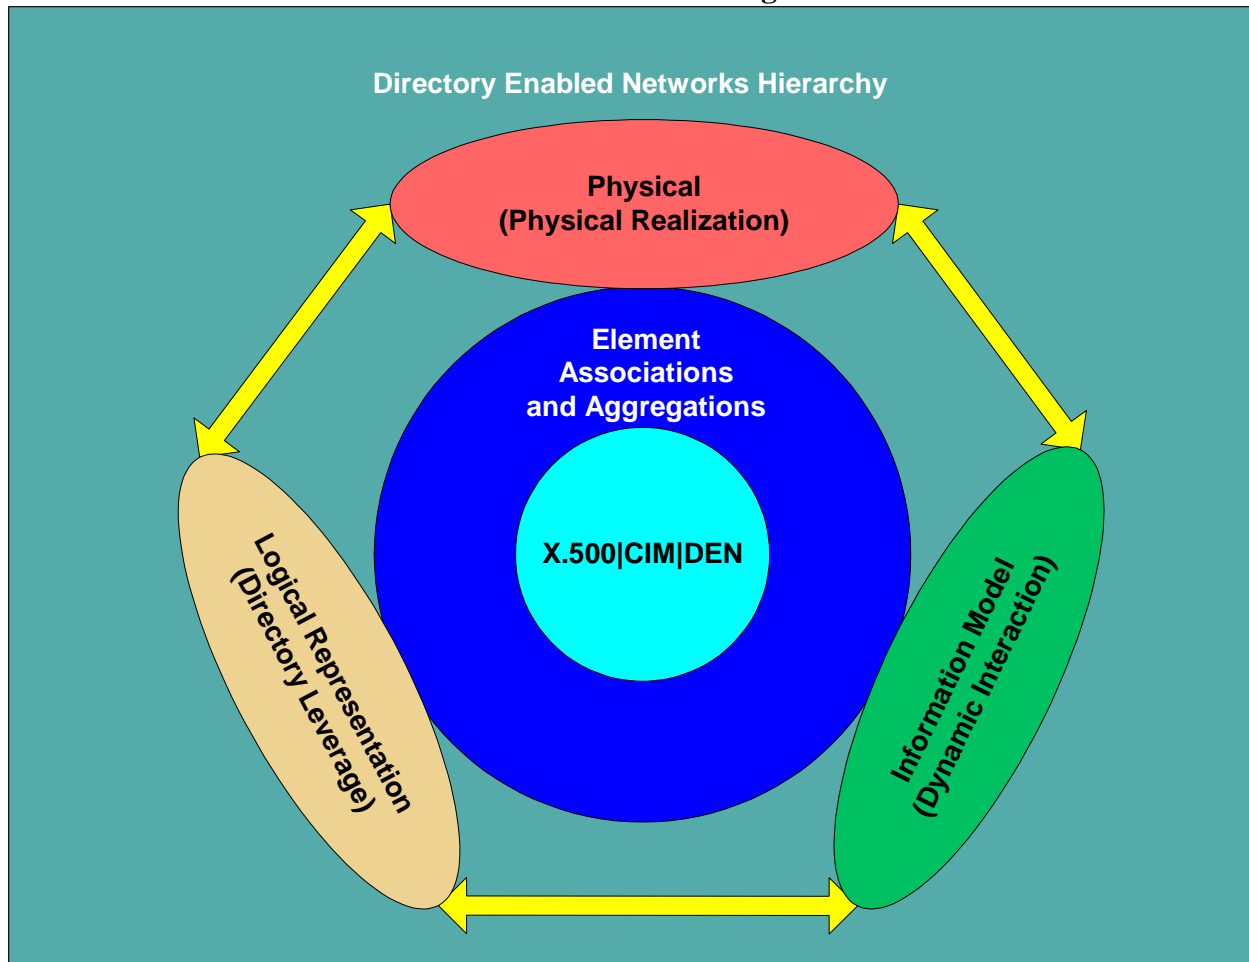 Directory Enabled Networks Hierarchy
Physical
(Physical Realization)
Element
Associations
and Aggregations
X.500|CIM|DEN
Logical Representation
(Directory Leverage)
Information Model
(Dynamic Interaction)